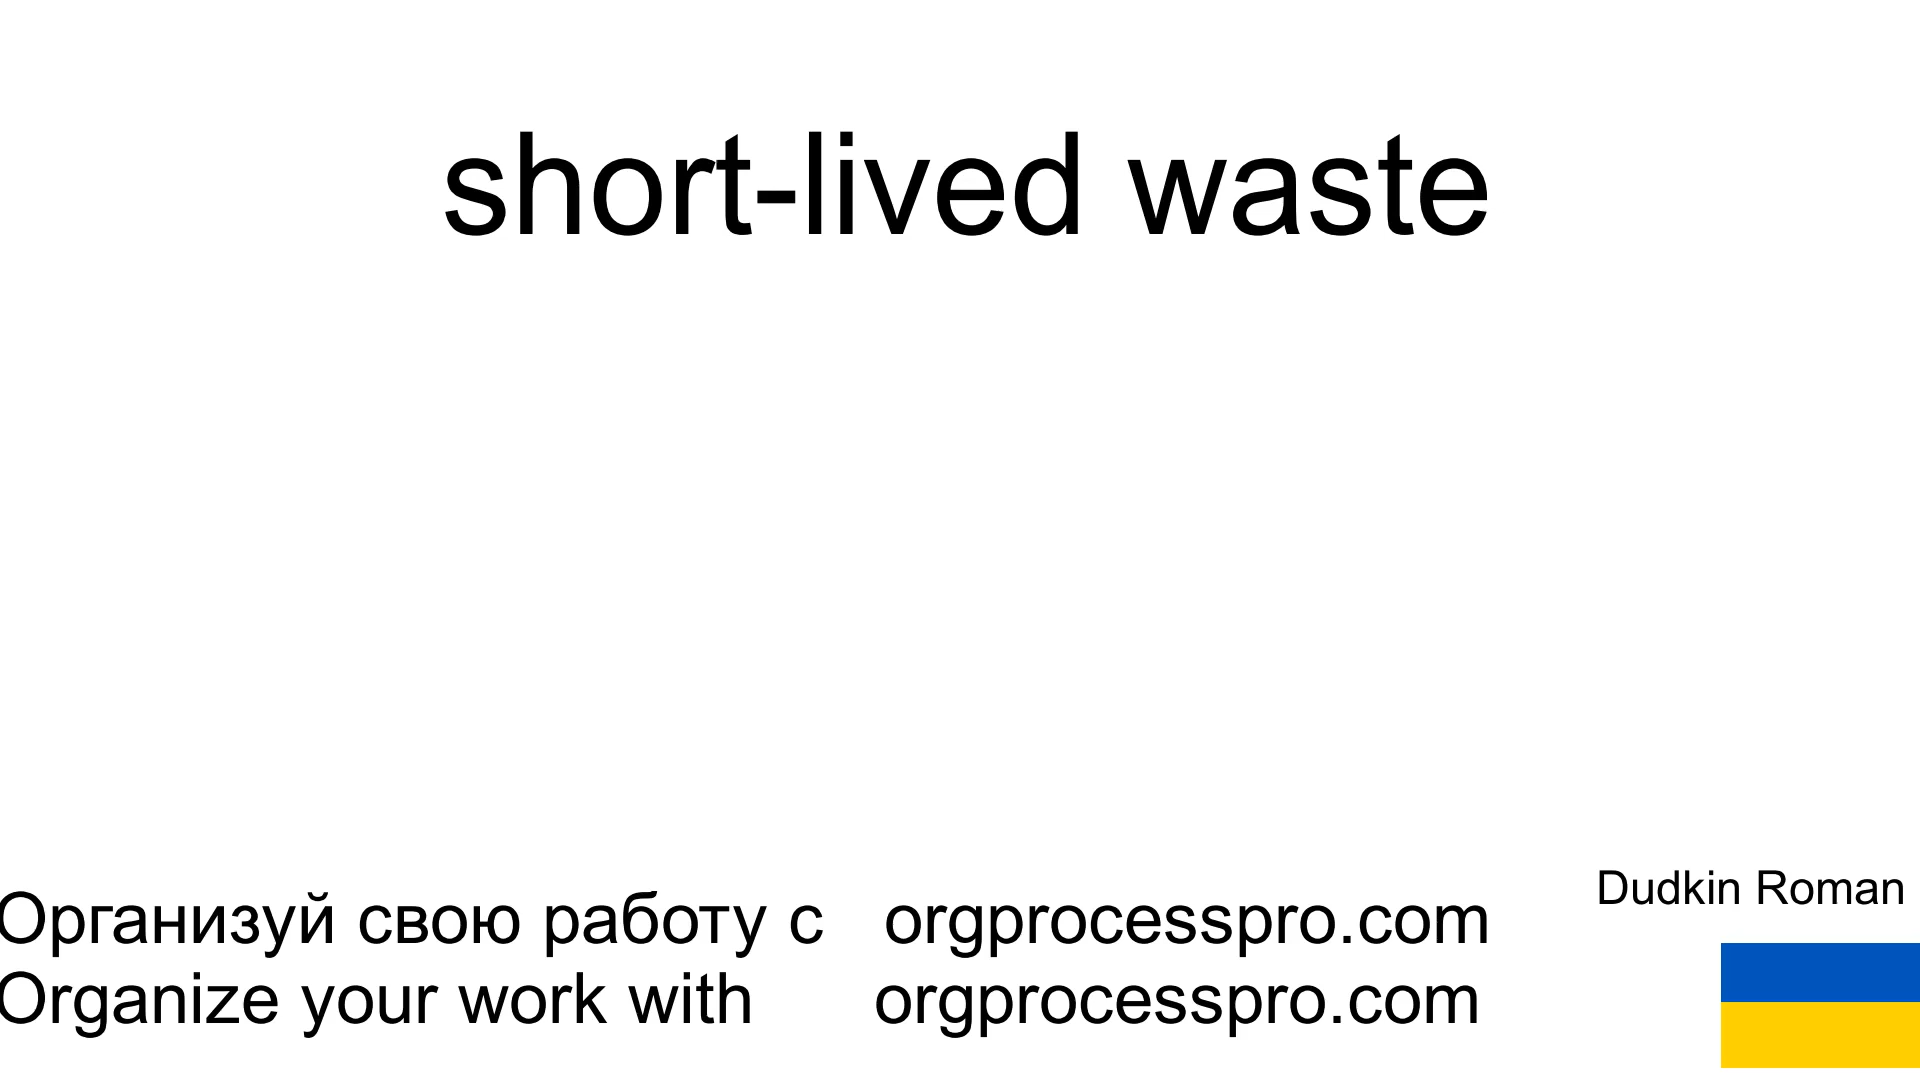 short-lived waste
Dudkin Roman
Организуй свою работу с orgprocesspro.com
Organize your work with orgprocesspro.com